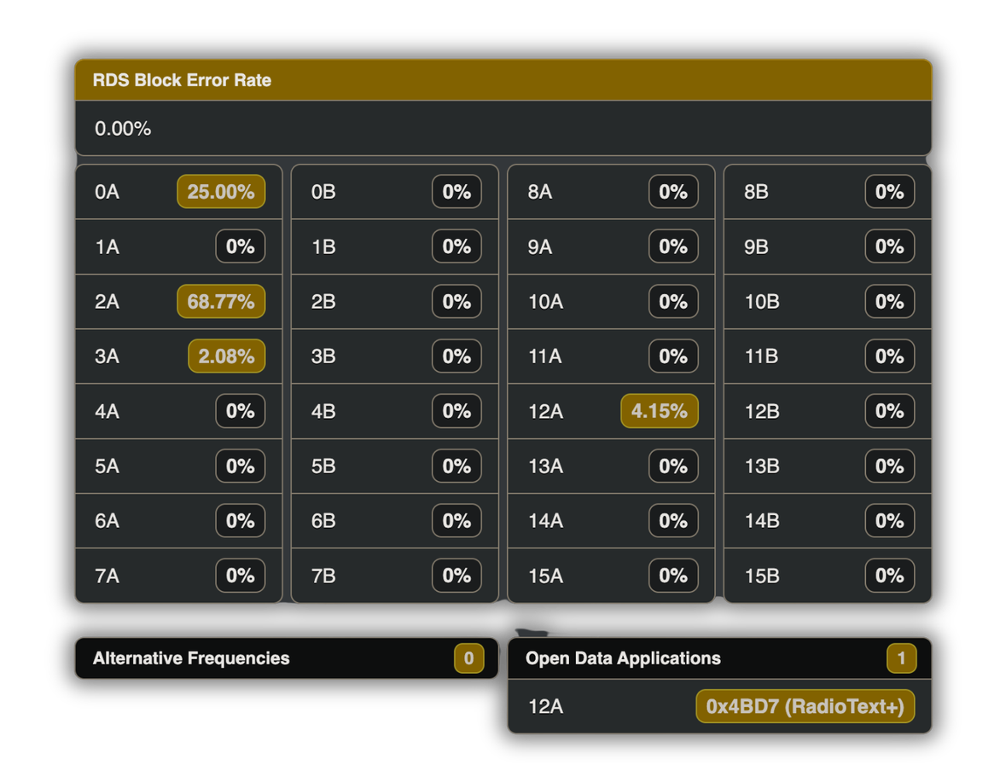 RDS Block Error Rate
0.00%
0A 25.00% 0B 0% 8A 0% 8B 0%
1A 0% 1B 0% 9A 0% 9B 0%
2A 68.77% 2B 0% 10A 0% 10B 0%
3A 2.08% 3B 0% 11A 0% 11B 0%
4A 0% 4B 0% 12A 4.15% 12B 0%
5A 0% 5B 0% 13A 0% 13B 0%
6A 0% 6B 0% 14A 0% 14B 0%
7A 0% 7B 0% 15A 0% 15B 0%
Alternative Frequencies 0 Open Data Applications 1
12A 0x4BD7 (RadioText+)